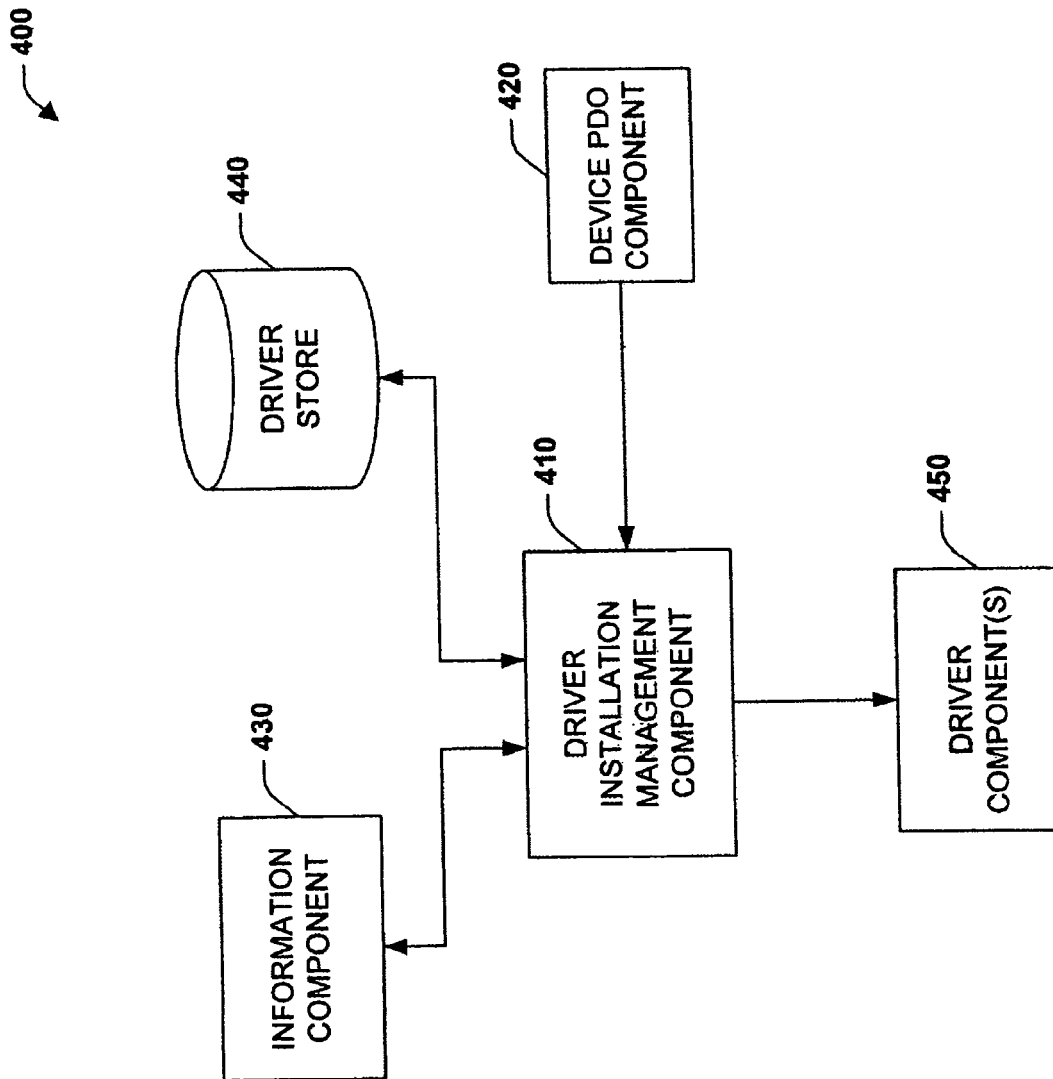 400
440
DRIVER
STORE
420
DEVICE PDO
COMPONENT
430
INFORMATION
COMPONENT
410
DRIVER
INSTALLATION
MANAGEMENT
COMPONENT
450
DRIVER
COMPONENT(S)